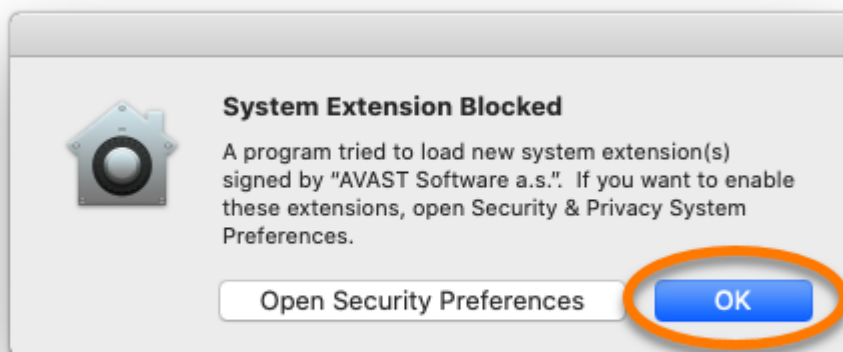 System Extension Blocked
A program tried to load new system extension(s)
signed by “AVAST Software a.s.”. If you want to enable
these extensions, open Security & Privacy System
Preferences.
Open Security Preferences
OK